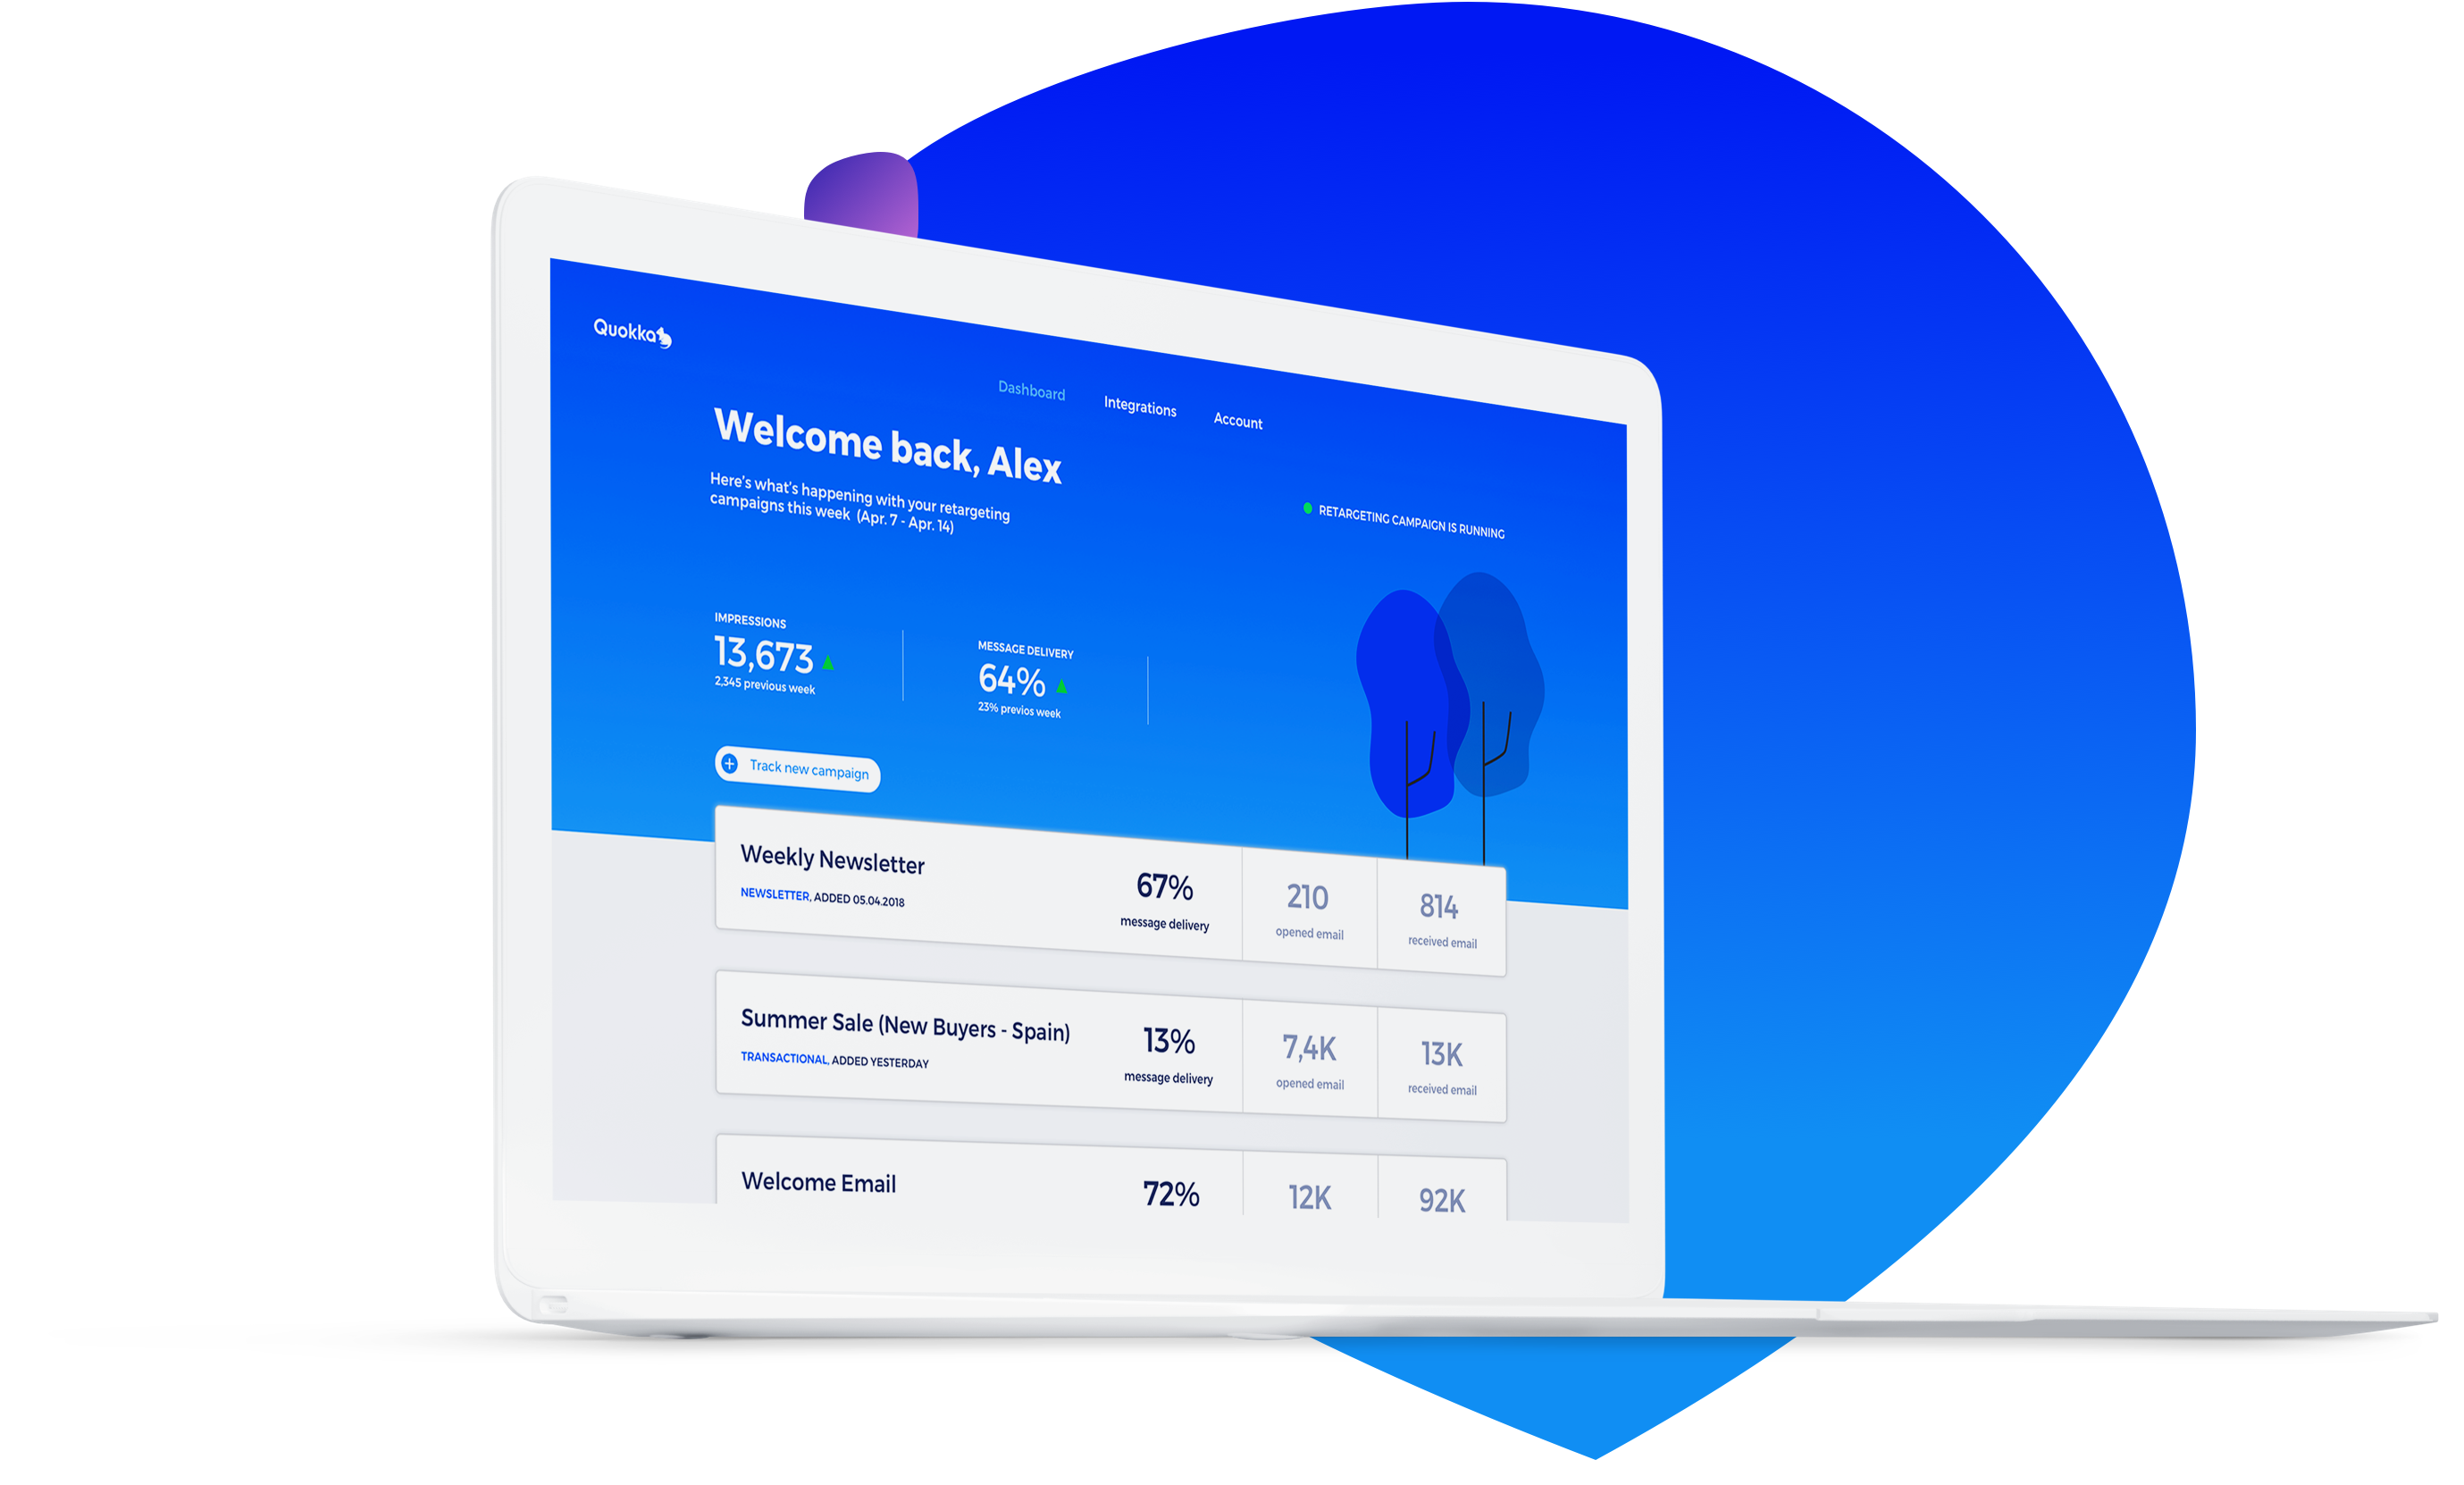 Quokka
Dashboard
Integrations
Account
Welcome back, Alex
Here's what's happening with your retargeting
campaigns this week (Apr. 7 - Apr. 14)
RETARGETING CAMPAIGN IS RUNNING
IMPRESSIONS
13,673
2,345 previous week
MESSAGE DELIVERY
64%
23% previos week
Track new campaign
Weekly Newsletter
NEWSLETTER, ADDED 05.04.2018
67%
message delivery
210
opened email
814
received email
Summer Sale (New Buyers - Spain)
TRANSACTIONAL, ADDED YESTERDAY
13%
message delivery
7,4K
opened email
13K
received email
Welcome Email
72%
12K
92K